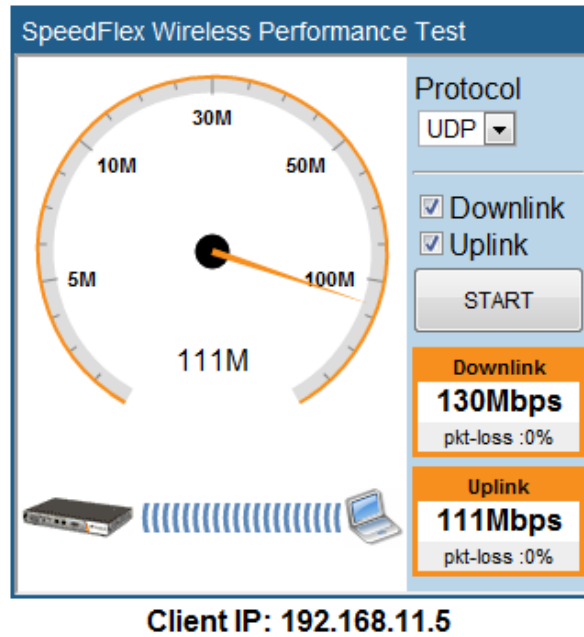 SpeedFlex Wireless Performance Test
30M
10M
50M
5M
100M
111M
Protocol
UDP
Downlink
Uplink
START
Downlink
130Mbps
pkt-loss :0%
Uplink
111Mbps
pkt-loss :0%
Client IP: 192.168.11.5